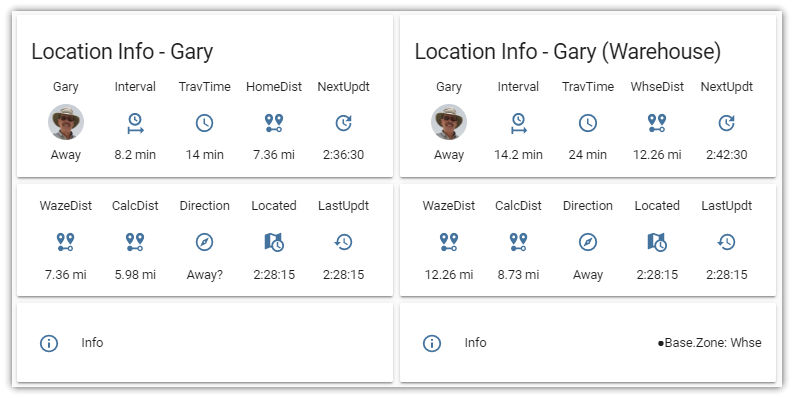 Location Info - Gary
Gary Interval TravTime HomeDist NextUpdt
Away 8.2 min 14 min 7.36 mi 2:36:30
WazeDist CalcDist Direction Located LastUpdt
7.36 mi 5.98 mi Away? 2:28:15 2:28:15
Info
Location Info - Gary (Warehouse)
Gary Interval TravTime WhseDist NextUpdt
Away 14.2 min 24 min 12.26 mi 2:42:30
WazeDist CalcDist Direction Located LastUpdt
12.26 mi 8.73 mi Away 2:28:15 2:28:15
Info ●Base.Zone: Whse